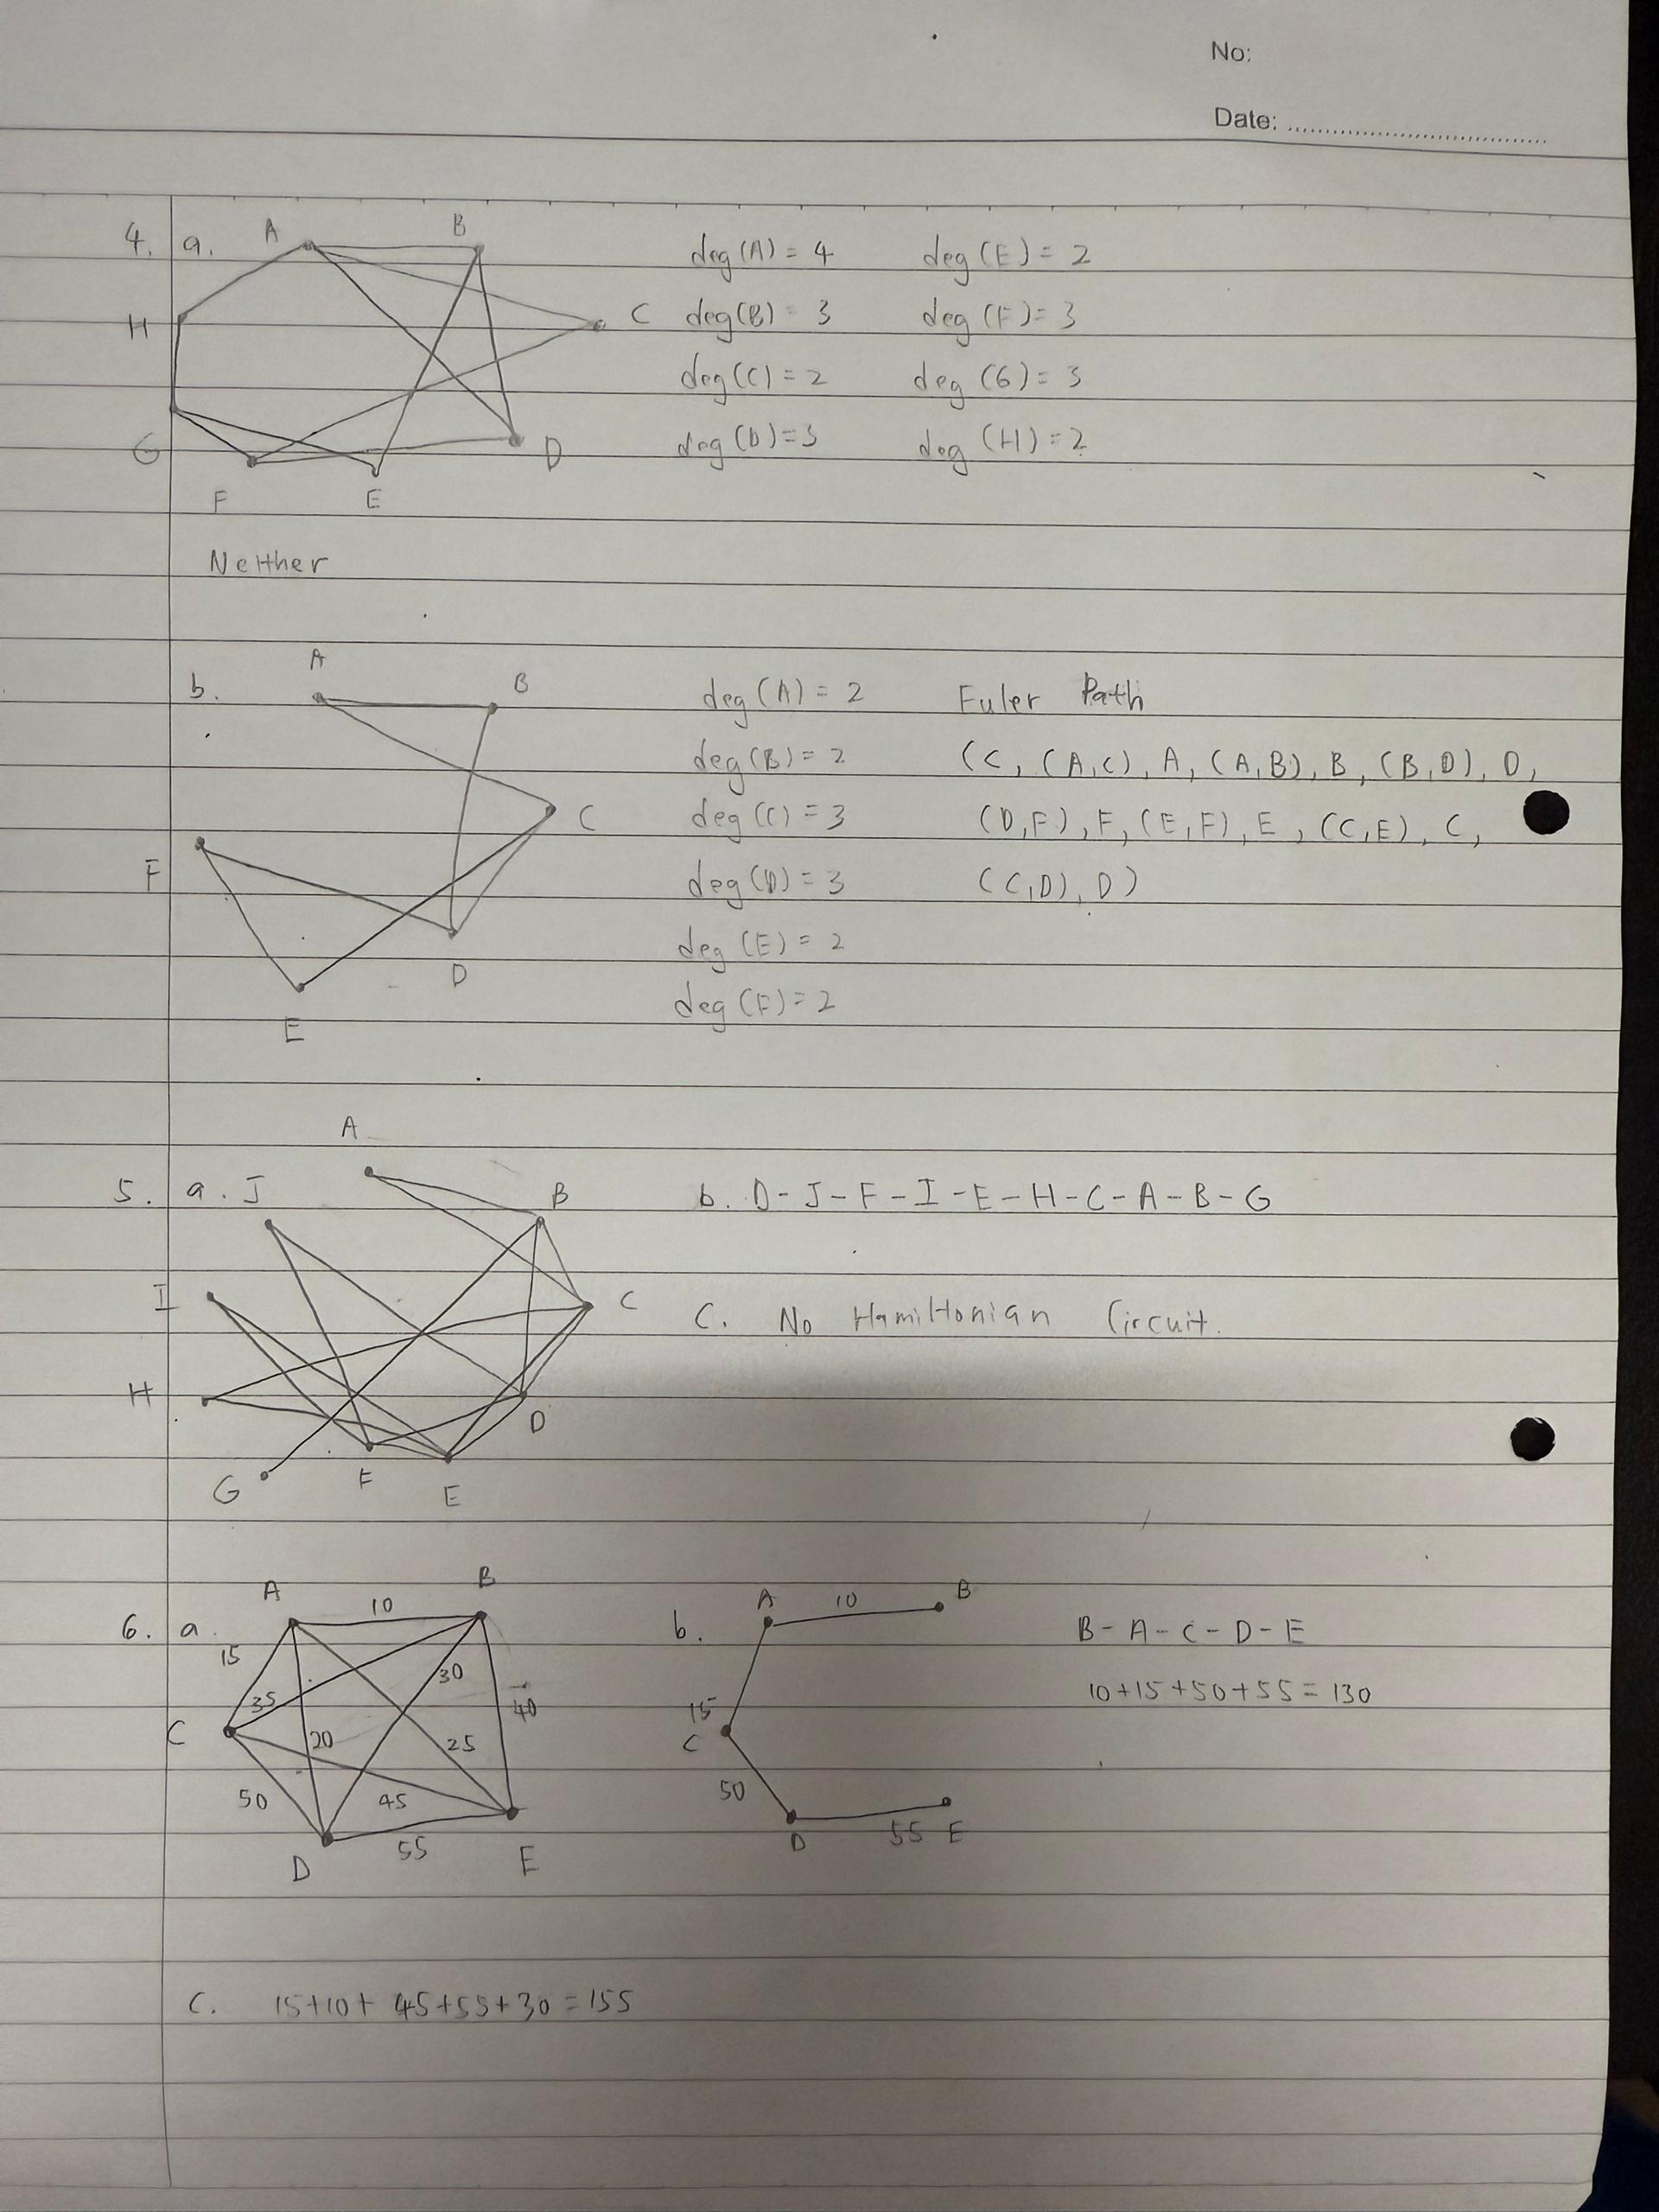 No:
Date:
4. a. A B
H C
G D
F E
deg(A) = 4 deg(E) = 2
deg(B) = 3 deg(F) = 3
deg(C) = 2 deg(G) = 3
deg(D) = 3 deg(H) = 2
Neither
b. A B
F C
D
E
deg(A) = 2 Euler Path
deg(B) = 2 (C, (A,C), A, (A,B), B, (B,D), D,
deg(C) = 3 (D,F), F, (E,F), E, (C,E), C,
deg(D) = 3 (C,D), D)
deg(E) = 2
deg(F) = 2
A
5. a. J B
I C
H D
G F E
b. D-J-F-I-E-H-C-A-B-G
C. No Hamiltonian Circuit.
6. a. A 10 B
15 30
35 40
C 20 25
50 45
55
D E
b. A 10 B
15
C
50
D 55 E
B-A-C-D-E
10+15+50+55=130
C. 15+10+45+55+30=155